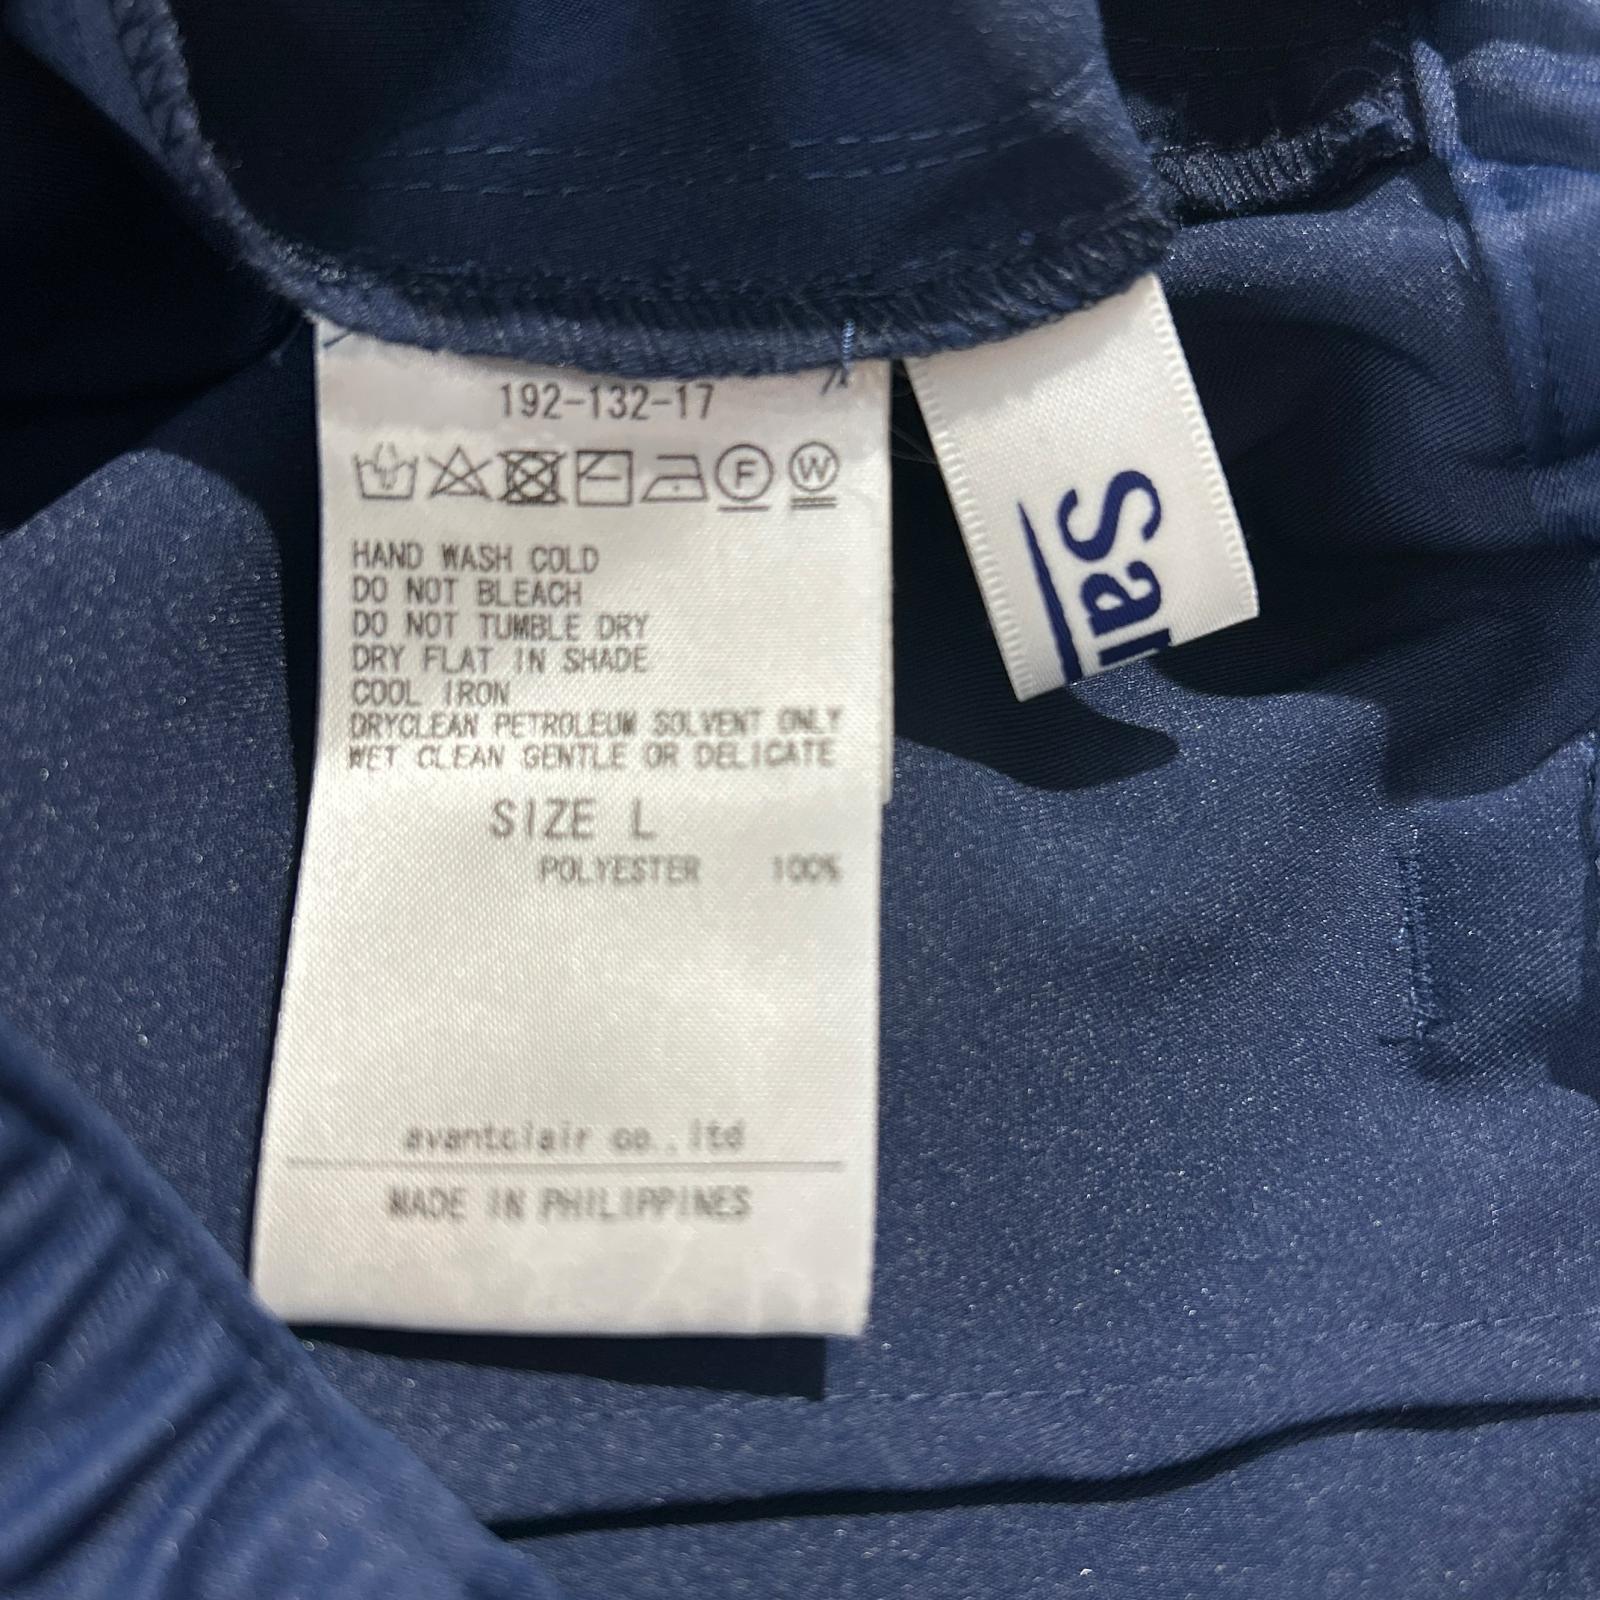 192-132-17
F W
HAND WASH COLD
DO NOT BLEACH
DO NOT TUMBLE DRY
DRY FLAT IN SHADE
COOL IRON
DRYCLEAN PETROLEUM SOLVENT ONLY
WET CLEAN GENTLE OR DELICATE
SIZE L
POLYESTER 100%
avantclair co.,ltd
MADE IN PHILIPPINES